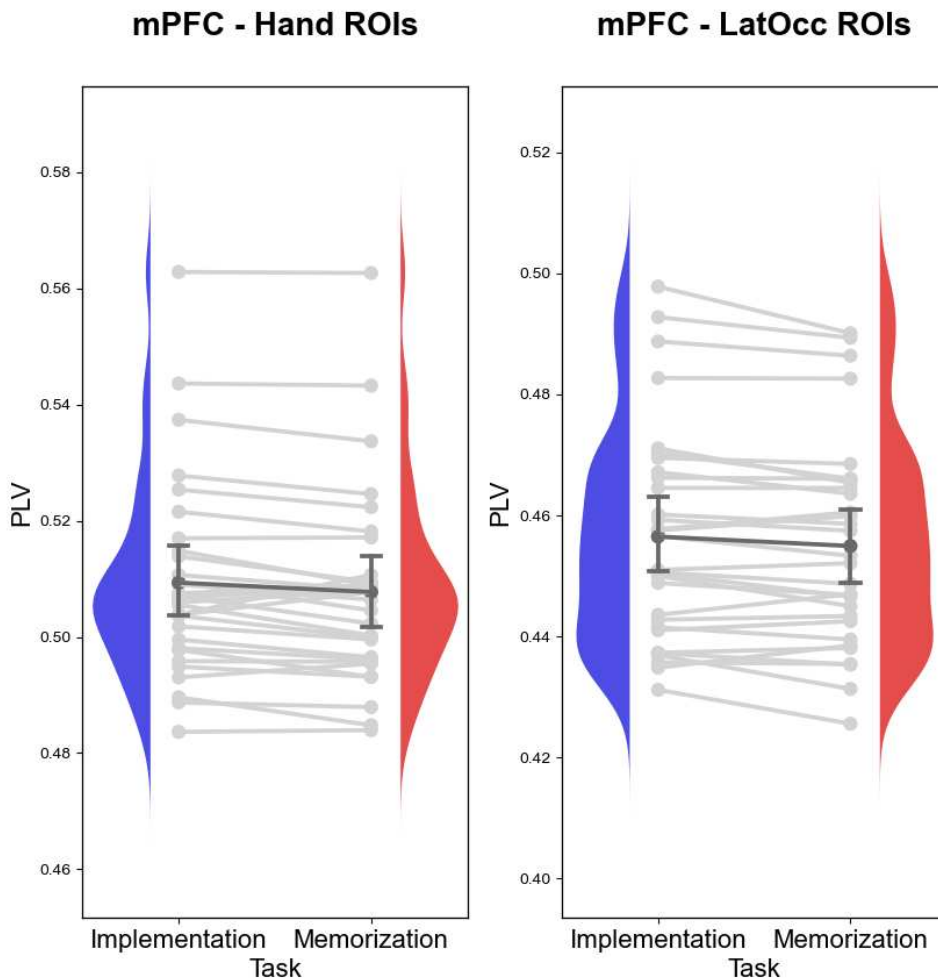 mPFC - Hand ROIs
PLV
0.58
0.56
0.54
0.52
0.50
0.48
0.46
Implementation Memorization
Task
mPFC - LatOcc ROIs
PLV
0.52
0.50
0.48
0.46
0.44
0.42
0.40
Implementation Memorization
Task